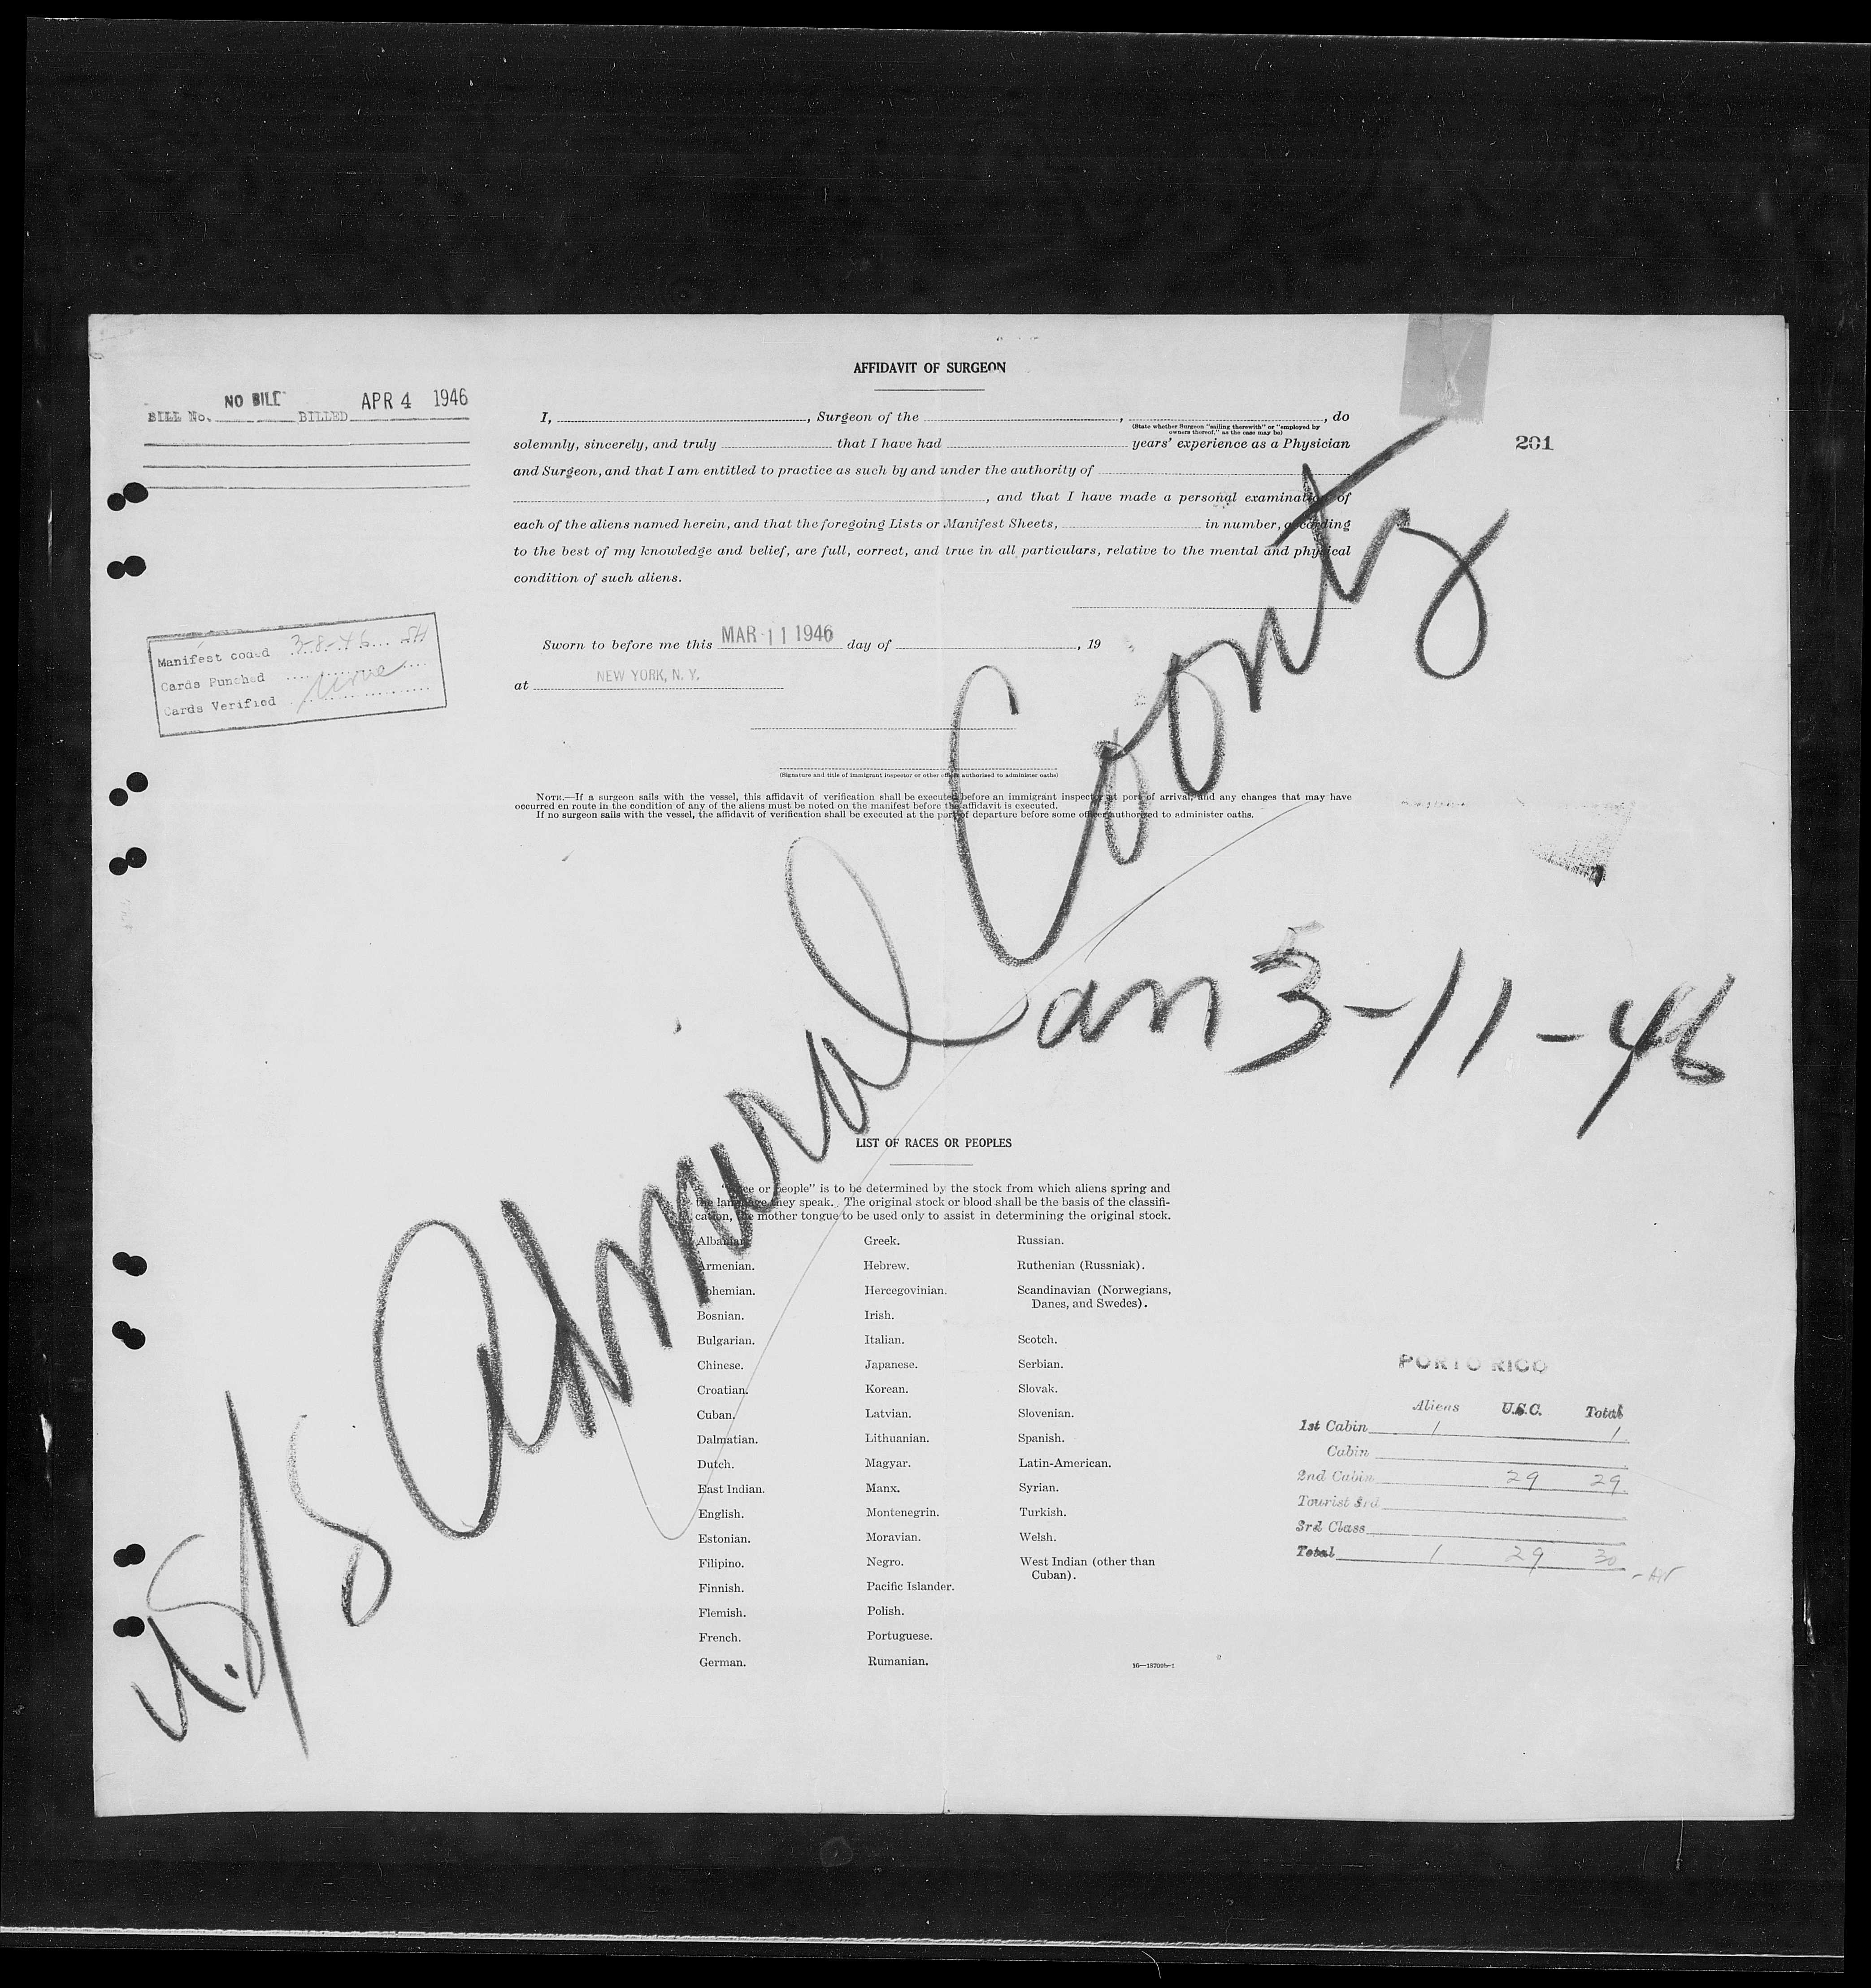 AFFIDAVIT OF SURGEON
NO BILL APR 4 1946
BILL No. BILLED
201
I, , Surgeon of the , , do
(State whether Surgeon "sailing therewith" or "employed by
owners thereof," as the case may be)
solemnly, sincerely, and truly that I have had years' experience as a Physician
and Surgeon, and that I am entitled to practice as such by and under the authority of
, and that I have made a personal examination of
each of the aliens named herein, and that the foregoing Lists or Manifest Sheets, in number, according
to the best of my knowledge and belief, are full, correct, and true in all particulars, relative to the mental and physical
condition of such aliens.
Manifest coded 3-8-46
Cards Punched
Cards Verified
Sworn to before me this MAR 11 1946 day of , 19
at NEW YORK, N. Y.
(Signature and title of immigrant inspector or other officer authorized to administer oaths)
NOTE.—If a surgeon sails with the vessel, this affidavit of verification shall be executed before an immigrant inspector at port of arrival, and any changes that may have
occurred en route in the condition of any of the aliens must be noted on the manifest before the affidavit is executed.
If no surgeon sails with the vessel, the affidavit of verification shall be executed at the port of departure before some officer authorized to administer oaths.
Admiral Coontz
3-11-46
LIST OF RACES OR PEOPLES
"Race or people" is to be determined by the stock from which aliens spring and
the language they speak. The original stock or blood shall be the basis of the classifi-
cation, the mother tongue to be used only to assist in determining the original stock.
Albanian.
Armenian.
Bohemian.
Bosnian.
Bulgarian.
Chinese.
Croatian.
Cuban.
Dalmatian.
Dutch.
East Indian.
English.
Estonian.
Filipino.
Finnish.
Flemish.
French.
German.
Greek.
Hebrew.
Hercegovinian.
Irish.
Italian.
Japanese.
Korean.
Latvian.
Lithuanian.
Magyar.
Manx.
Montenegrin.
Moravian.
Negro.
Pacific Islander.
Polish.
Portuguese.
Rumanian.
Russian.
Ruthenian (Russniak).
Scandinavian (Norwegians,
Danes, and Swedes).
Scotch.
Serbian.
Slovak.
Slovenian.
Spanish.
Latin-American.
Syrian.
Turkish.
Welsh.
West Indian (other than
Cuban).
PORTO RICO
Aliens U.S.C. Total
1st Cabin 1 1
Cabin
2nd Cabin 29 29
Tourist 3rd
3rd Class
Total 1 29 30